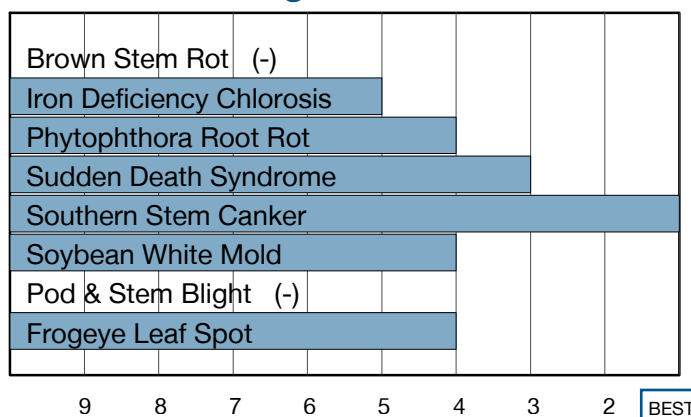 Brown Stem Rot (-)
Iron Deficiency Chlorosis
Phytophthora Root Rot
Sudden Death Syndrome
Southern Stem Canker
Soybean White Mold
Pod & Stem Blight (-)
Frogeye Leaf Spot
9 8 7 6 5 4 3 2 BEST